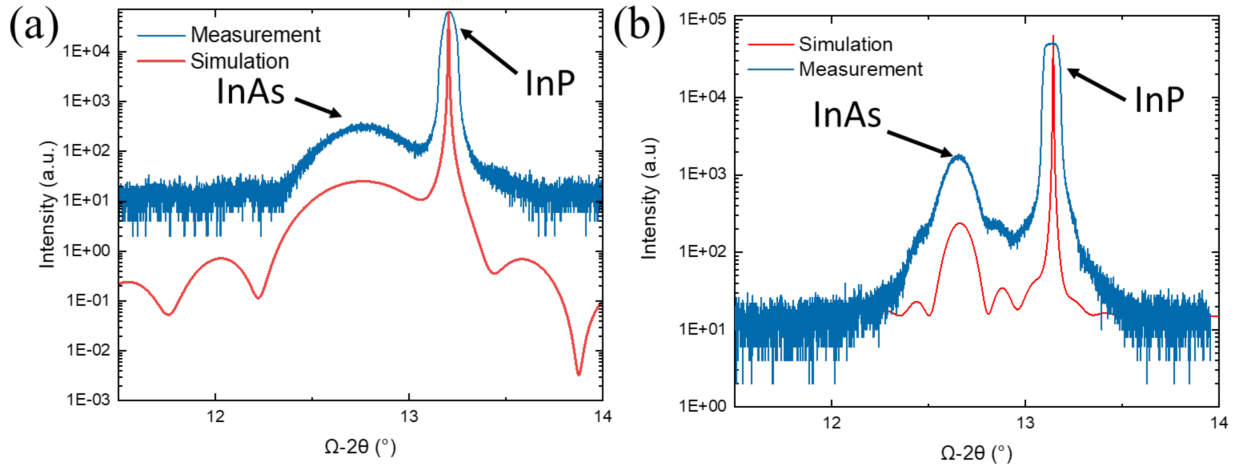 (a)
Measurement
Simulation
InAs
InP
1E+04
1E+03
1E+02
1E+01
1E+00
1E-01
1E-02
1E-03
Intensity (a.u.)
12
13
14
Ω-2θ (°)
(b)
Simulation
Measurement
InAs
InP
1E+05
1E+04
1E+03
1E+02
1E+01
1E+00
Intensity (a.u)
12
13
14
Ω-2θ (°)